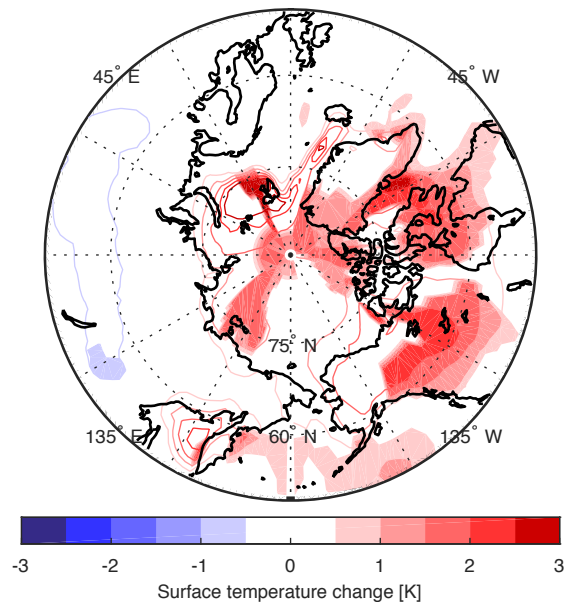 45° E
45° W
75° N
135° E
60° N
135° W
-3 -2 -1 0 1 2 3
Surface temperature change [K]